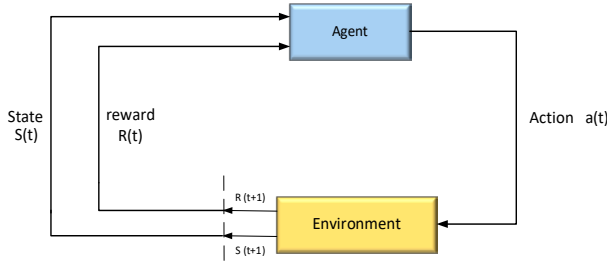 Agent
State
S(t)
reward
R(t)
Action a(t)
R (t+1)
Environment
S (t+1)